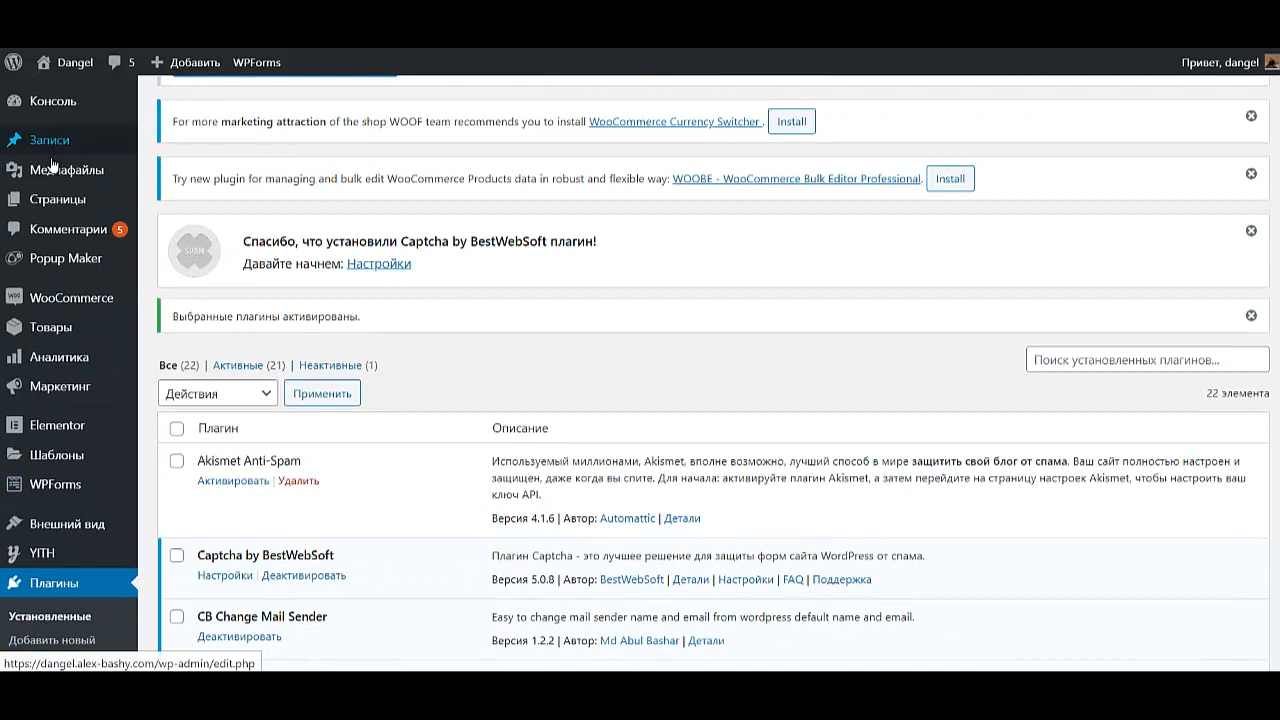 Dangel 5 Добавить WPForms Привет, dangel
Консоль
Записи
Медиафайлы
Страницы
Комментарии 5
Popup Maker
WooCommerce
Товары
Аналитика
Маркетинг
Elementor
Шаблоны
WPForms
Внешний вид
YITH
Плагины
Установленные
Добавить новый
https://dangel.alex-bashy.com/wp-admin/edit.php
For more marketing attraction of the shop WOOF team recommends you to install WooCommerce Currency Switcher . Install
Try new plugin for managing and bulk edit WooCommerce Products data in robust and flexible way: WOOBE - WooCommerce Bulk Editor Professional. Install
SPAM
Спасибо, что установили Captcha by BestWebSoft плагин!
Давайте начнем: Настройки
Выбранные плагины активированы.
Все (22) | Активные (21) | Неактивные (1)
Поиск установленных плагинов...
Действия Применить
22 элемента
Плагин Описание
Akismet Anti-Spam
Активировать | Удалить
Используемый миллионами, Akismet, вполне возможно, лучший способ в мире защитить свой блог от спама. Ваш сайт полностью настроен и
защищен, даже когда вы спите. Для начала: активируйте плагин Akismet, а затем перейдите на страницу настроек Akismet, чтобы настроить ваш
ключ API.
Версия 4.1.6 | Автор: Automattic | Детали
Captcha by BestWebSoft
Настройки | Деактивировать
Плагин Captcha - это лучшее решение для защиты форм сайта WordPress от спама.
Версия 5.0.8 | Автор: BestWebSoft | Детали | Настройки | FAQ | Поддержка
CB Change Mail Sender
Деактивировать
Easy to change mail sender name and email from wordpress default name and email.
Версия 1.2.2 | Автор: Md Abul Bashar | Детали